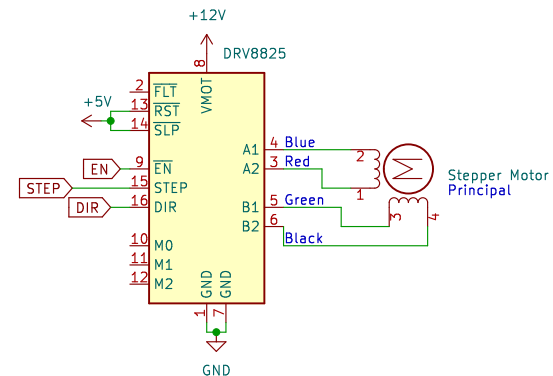 +12V
DRV8825
8
VMOT
2 FLT
+5V
13 RST
14 SLP
A1 4 Blue
2
EN 9 EN
A2 3 Red
STEP 15 STEP
1
Stepper Motor
Principal
DIR 16 DIR
B1 5 Green
3 4
B2 6
Black
10 M0
11 M1
12 M2
GND GND
1 7
GND